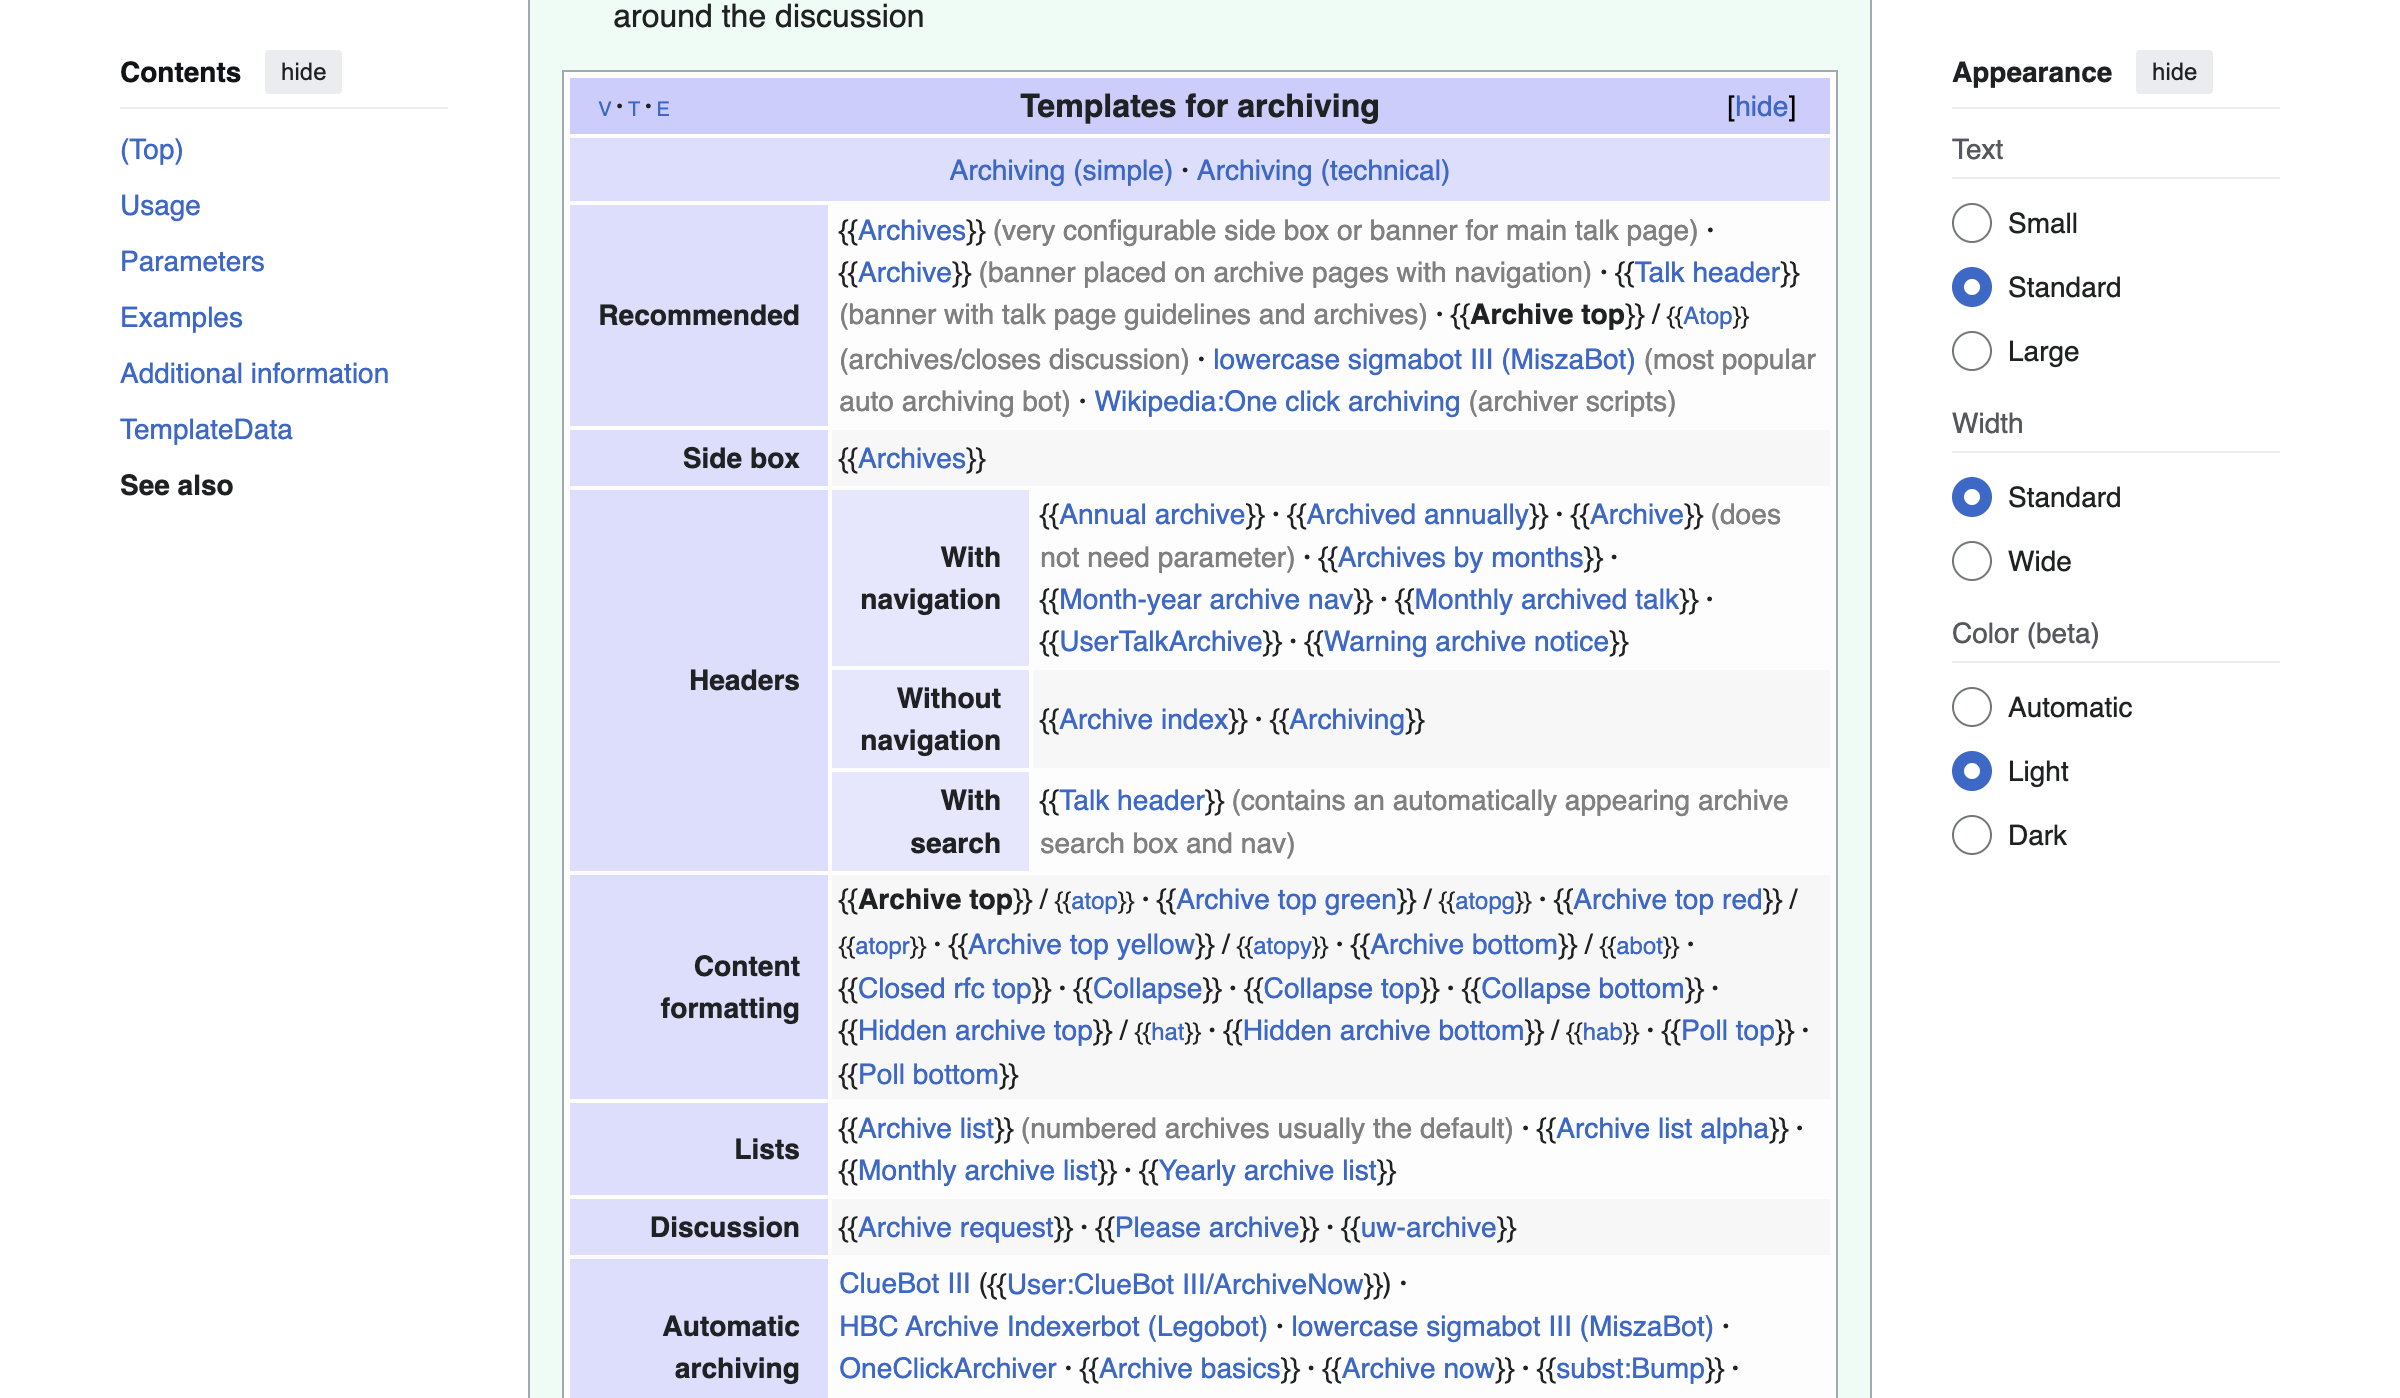 around the discussion
Contents hide
(Top)
Usage
Parameters
Examples
Additional information
TemplateData
See also
V · T · E Templates for archiving [hide]
Archiving (simple) · Archiving (technical)
Recommended
{{Archives}} (very configurable side box or banner for main talk page) ·
{{Archive}} (banner placed on archive pages with navigation) · {{Talk header}}
(banner with talk page guidelines and archives) · {{Archive top}} / {{Atop}}
(archives/closes discussion) · lowercase sigmabot III (MiszaBot) (most popular
auto archiving bot) · Wikipedia:One click archiving (archiver scripts)
Side box
{{Archives}}
Headers
With
navigation
{{Annual archive}} · {{Archived annually}} · {{Archive}} (does
not need parameter) · {{Archives by months}} ·
{{Month-year archive nav}} · {{Monthly archived talk}} ·
{{UserTalkArchive}} · {{Warning archive notice}}
Without
navigation
{{Archive index}} · {{Archiving}}
With
search
{{Talk header}} (contains an automatically appearing archive
search box and nav)
Content
formatting
{{Archive top}} / {{atop}} · {{Archive top green}} / {{atopg}} · {{Archive top red}} /
{{atopr}} · {{Archive top yellow}} / {{atopy}} · {{Archive bottom}} / {{abot}} ·
{{Closed rfc top}} · {{Collapse}} · {{Collapse top}} · {{Collapse bottom}} ·
{{Hidden archive top}} / {{hat}} · {{Hidden archive bottom}} / {{hab}} · {{Poll top}} ·
{{Poll bottom}}
Lists
{{Archive list}} (numbered archives usually the default) · {{Archive list alpha}} ·
{{Monthly archive list}} · {{Yearly archive list}}
Discussion
{{Archive request}} · {{Please archive}} · {{uw-archive}}
Automatic
archiving
ClueBot III ({{User:ClueBot III/ArchiveNow}}) ·
HBC Archive Indexerbot (Legobot) · lowercase sigmabot III (MiszaBot) ·
OneClickArchiver · {{Archive basics}} · {{Archive now}} · {{subst:Bump}} ·
Appearance hide
Text
Small
Standard
Large
Width
Standard
Wide
Color (beta)
Automatic
Light
Dark